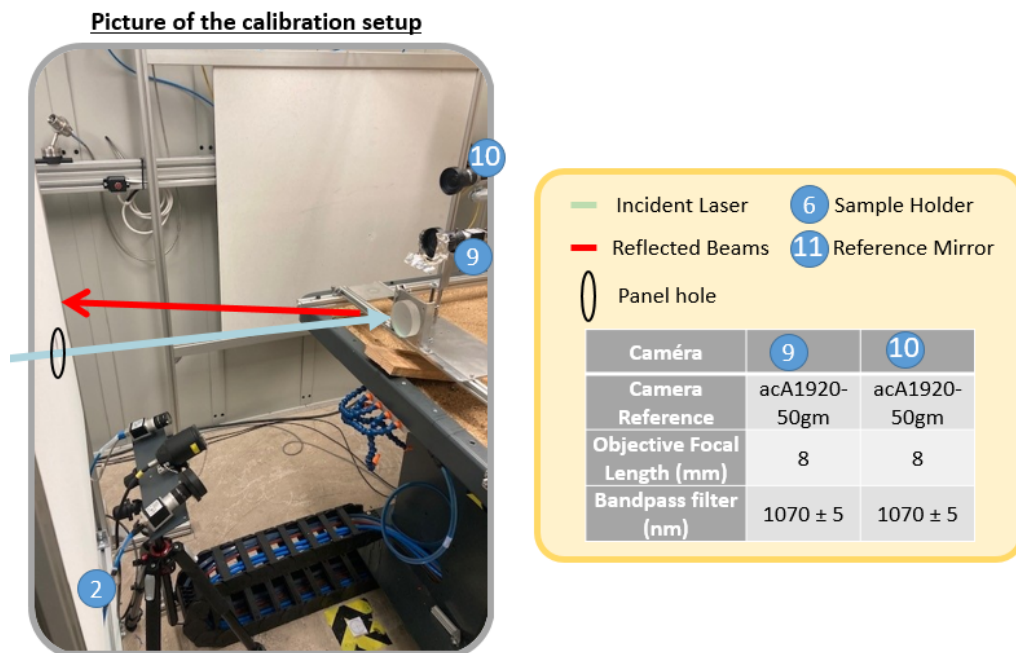 Picture of the calibration setup
10
9
2
Incident Laser
6 Sample Holder
Reflected Beams
11 Reference Mirror
Panel hole
Caméra 9 10
Camera Reference acA1920-50gm acA1920-50gm
Objective Focal Length (mm) 8 8
Bandpass filter (nm) 1070 ± 5 1070 ± 5